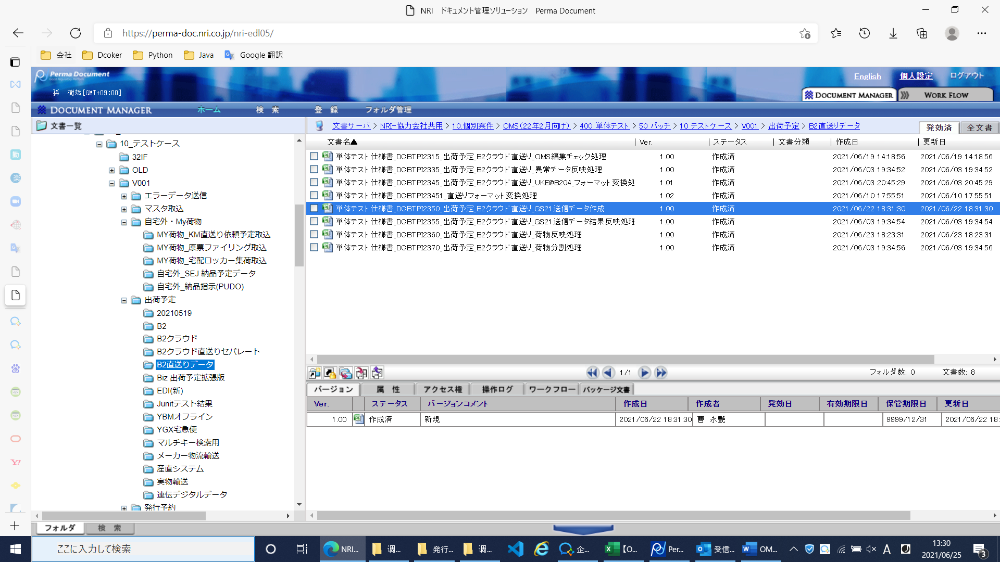 NRI　ドキュメント管理ソリューション　Perma Document
https://perma-doc.nri.co.jp/nri-edl05/
会社
Dcoker
Python
Java
Google 翻訳
Perma Document
孫　樹斌[GMT+09:00]
English
個人設定
ログアウト
DOCUMENT MANAGER
WORK FLOW
DOCUMENT MANAGER
ホーム
検 索
登 録
フォルダ管理
文書一覧
文書サーバ > NRI-協力会社共用 > 10.個別案件 > OMS(22年2月向け) > 400 単体テスト > 50 バッチ > 10 テストケース > V001 > 出荷予定 > B2直送りデータ
発効済
全文書
10_テストケース
32IF
OLD
V001
エラーデータ送信
マスタ取込
自宅外・My荷物
MY荷物_KM直送り依頼予定取込
MY荷物_原票ファイリング取込
MY荷物_宅配ロッカー集荷取込
自宅外_SEJ 納品予定データ
自宅外_納品指示(PUDO)
出荷予定
20210519
B2
B2クラウド
B2クラウド直送りセパレート
B2直送りデータ
Biz 出荷予定拡張版
EDI(新)
Junitテスト結果
YBMオフライン
YGX宅急便
マルチキー検索用
メーカー物流輸送
産直システム
実物輸送
連伝デジタルデータ
発行予約
文書名▲ | Ver. | ステータス | 文書分類 | 作成日 | 更新日
単体テスト仕様書_DCBTPI2315_出荷予定_B2クラウド直送り_OMS編集チェック処理 1.00 作成済 2021/06/19 14:18:56 2021/06/19 14:18:56
単体テスト仕様書_DCBTPI2335_出荷予定_B2クラウド直送り_異常データ反映処理 1.00 作成済 2021/06/03 19:34:52 2021/06/03 19:34:52
単体テスト仕様書_DCBTPI2345_出荷予定_B2クラウド直送り_UKE@B204_フォーマット変換処 1.01 作成済 2021/06/03 20:45:29 2021/06/03 20:45:29
単体テスト仕様書_DCBTPI23451_直送りフォーマット変換処理 1.02 作成済 2021/06/10 17:55:51 2021/06/10 17:55:51
単体テスト仕様書_DCBTPI2350_出荷予定_B2クラウド直送り_GS21送信データ作成 1.00 作成済 2021/06/22 18:31:30 2021/06/22 18:31:30
単体テスト仕様書_DCBTPI2355_出荷予定_B2クラウド直送り_GS21送信データ結果反映処理 1.00 作成済 2021/06/03 19:34:54 2021/06/03 19:34:54
単体テスト仕様書_DCBTPI2360_出荷予定_B2クラウド直送り_荷物反映処理 1.00 作成済 2021/06/23 18:23:31 2021/06/23 18:23:31
単体テスト仕様書_DCBTPI2370_出荷予定_B2クラウド直送り_荷物分割処理 1.00 作成済 2021/06/03 19:34:56 2021/06/03 19:34:56
1/1
フォルダ数: 0
文書数: 8
バージョン
属 性
アクセス権
操作ログ
ワークフロー
パッケージ文書
Ver. ステータス バージョンコメント 作成日 作成者 発効日 有効期限日 保管期限日 更新日
1.00 作成済 新規 2021/06/22 18:31:30 曹 永艶 9999/12/31 2021/06/22 18:
フォルダ
検 索
ここに入力して検索
NRI...
调...
発行...
调...
企...
【O...
Per...
受信...
OM...
A
13:30
2021/06/25
3